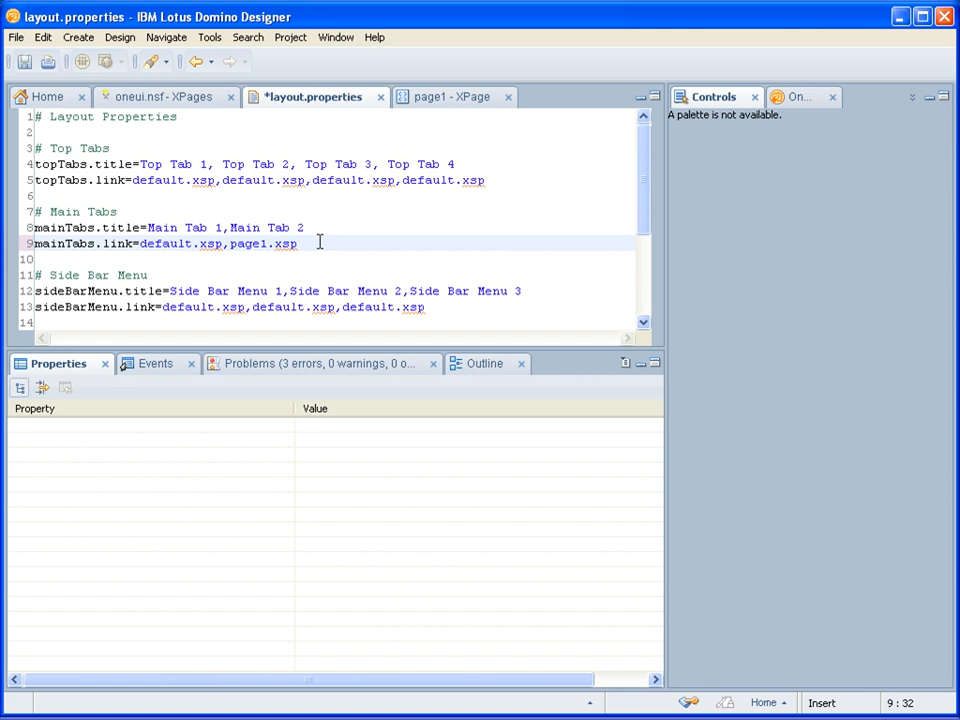 layout.properties - IBM Lotus Domino Designer
File Edit Create Design Navigate Tools Search Project Window Help
Home oneui.nsf - XPages *layout.properties page1 - XPage Controls On...
A palette is not available.
1 # Layout Properties
2
3 # Top Tabs
4 topTabs.title=Top Tab 1, Top Tab 2, Top Tab 3, Top Tab 4
5 topTabs.link=default.xsp,default.xsp,default.xsp,default.xsp
6
7 # Main Tabs
8 mainTabs.title=Main Tab 1,Main Tab 2
9 mainTabs.link=default.xsp,page1.xsp
10
11 # Side Bar Menu
12 sideBarMenu.title=Side Bar Menu 1,Side Bar Menu 2,Side Bar Menu 3
13 sideBarMenu.link=default.xsp,default.xsp,default.xsp
14
Properties Events Problems (3 errors, 0 warnings, 0 o... Outline
Property Value
Home Insert 9 : 32